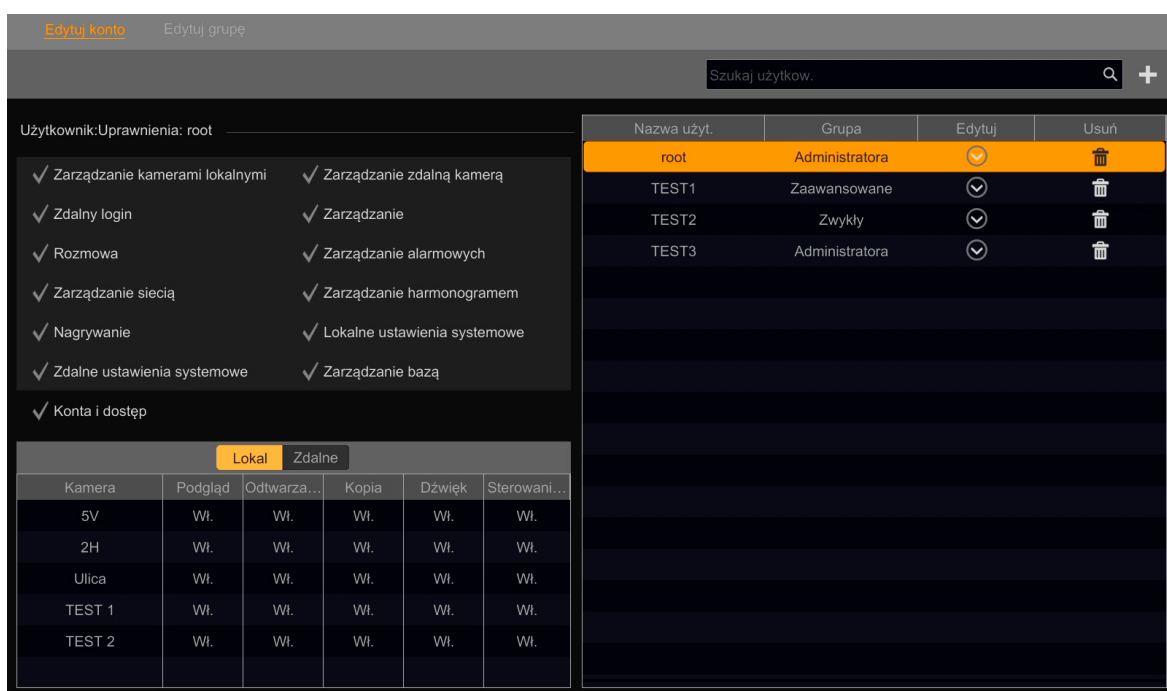 Edytuj konto Edytuj grupę
Szukaj użytkow.
Użytkownik:Uprawnienia: root
Zarządzanie kamerami lokalnymi Zarządzanie zdalną kamerą
Zdalny login Zarządzanie
Rozmowa Zarządzanie alarmowych
Zarządzanie siecią Zarządzanie harmonogramem
Nagrywanie Lokalne ustawienia systemowe
Zdalne ustawienia systemowe Zarządzanie bazą
Konta i dostęp
Lokal Zdalne
Kamera Podgląd Odtwarza... Kopia Dźwięk Sterowani...
5V Wł. Wł. Wł. Wł. Wł.
2H Wł. Wł. Wł. Wł. Wł.
Ulica Wł. Wł. Wł. Wł. Wł.
TEST 1 Wł. Wł. Wł. Wł. Wł.
TEST 2 Wł. Wł. Wł. Wł. Wł.
Nazwa użyt. Grupa Edytuj Usuń
root Administratora
TEST1 Zaawansowane
TEST2 Zwykły
TEST3 Administratora